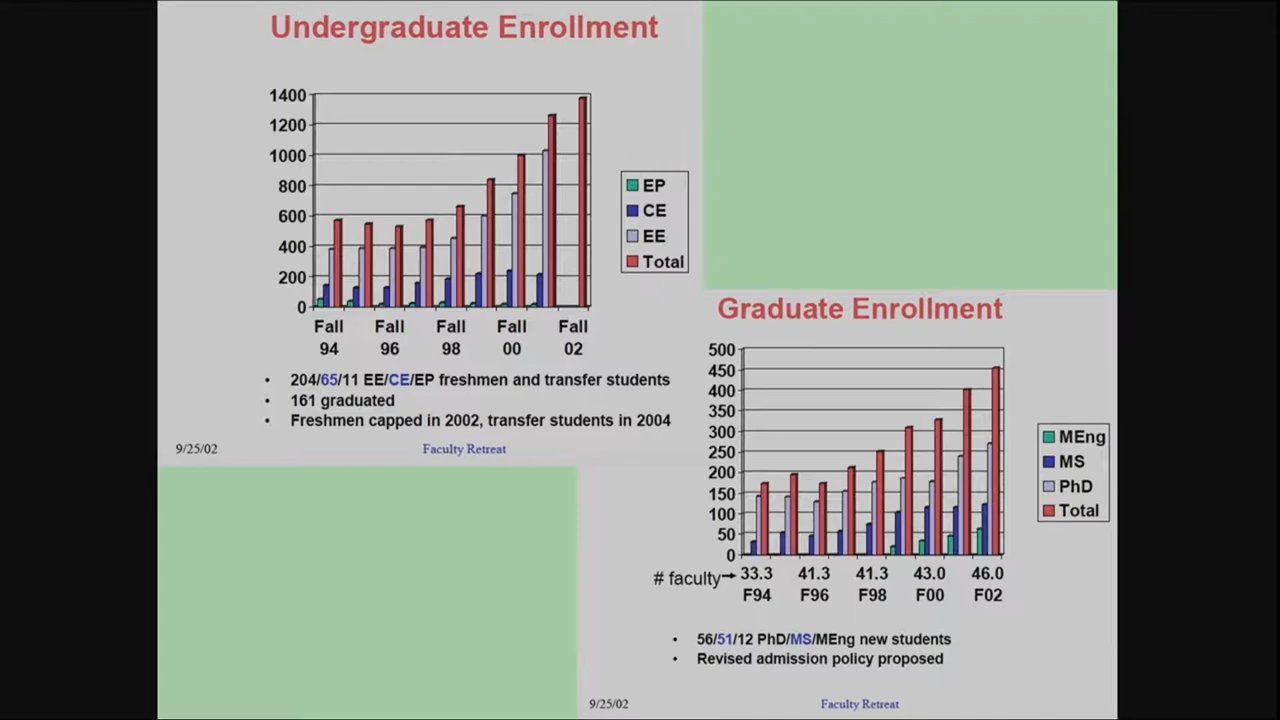 Undergraduate Enrollment
1400
1200
1000
800
600
400
200
0
Fall Fall Fall Fall Fall
94 96 98 00 02
EP
CE
EE
Total
• 204/65/11 EE/CE/EP freshmen and transfer students
• 161 graduated
• Freshmen capped in 2002, transfer students in 2004
9/25/02 Faculty Retreat
Graduate Enrollment
500
450
400
350
300
250
200
150
100
50
0
# faculty→ 33.3 41.3 41.3 43.0 46.0
F94 F96 F98 F00 F02
MEng
MS
PhD
Total
• 56/51/12 PhD/MS/MEng new students
• Revised admission policy proposed
9/25/02 Faculty Retreat